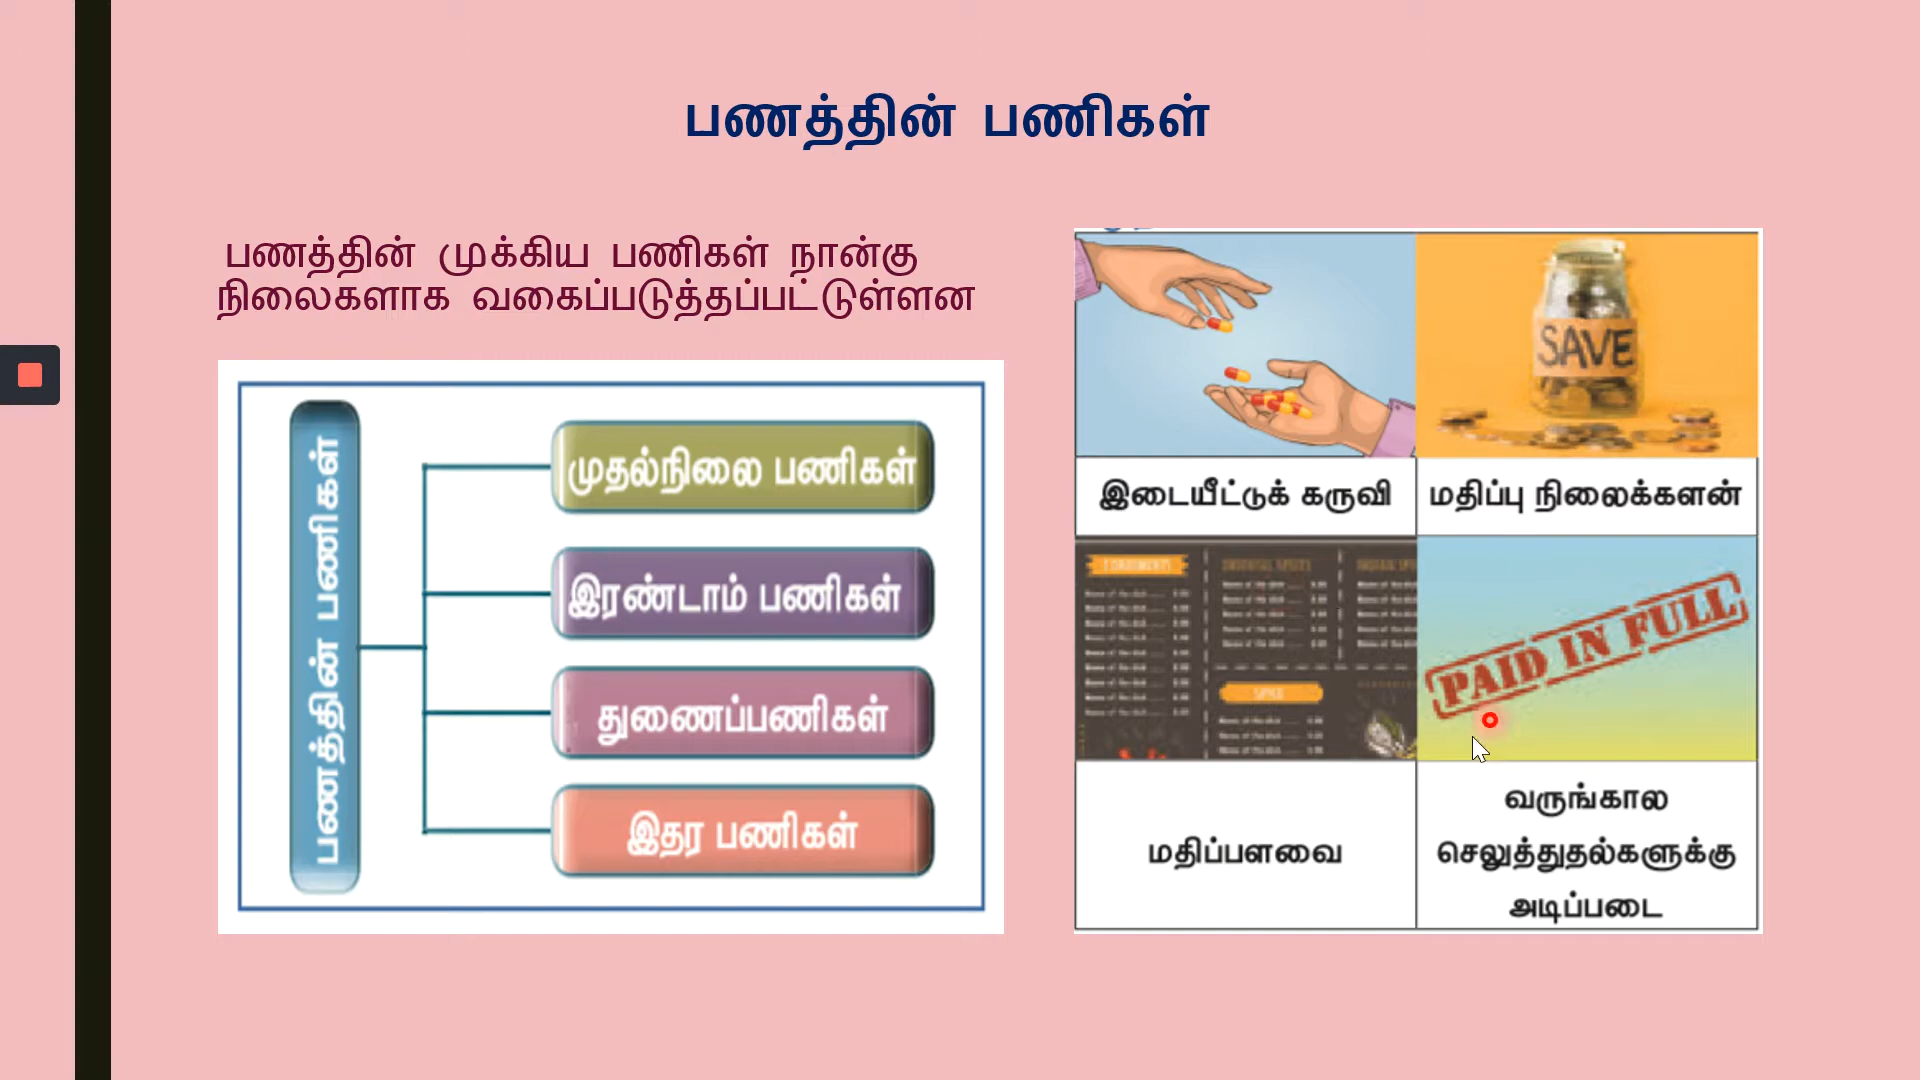 பணத்தின் பணிகள்
பணத்தின் முக்கிய பணிகள் நான்கு
நிலைகளாக வகைப்படுத்தப்பட்டுள்ளன
பணத்தின் பணிகள்
முதல்நிலை பணிகள்
இரண்டாம் பணிகள்
துணைப்பணிகள்
இதர பணிகள்
SAVE
இடையீட்டுக் கருவி
மதிப்பு நிலைக்களன்
PAID IN FULL
மதிப்பளவை
வருங்கால
செலுத்துதல்களுக்கு
அடிப்படை